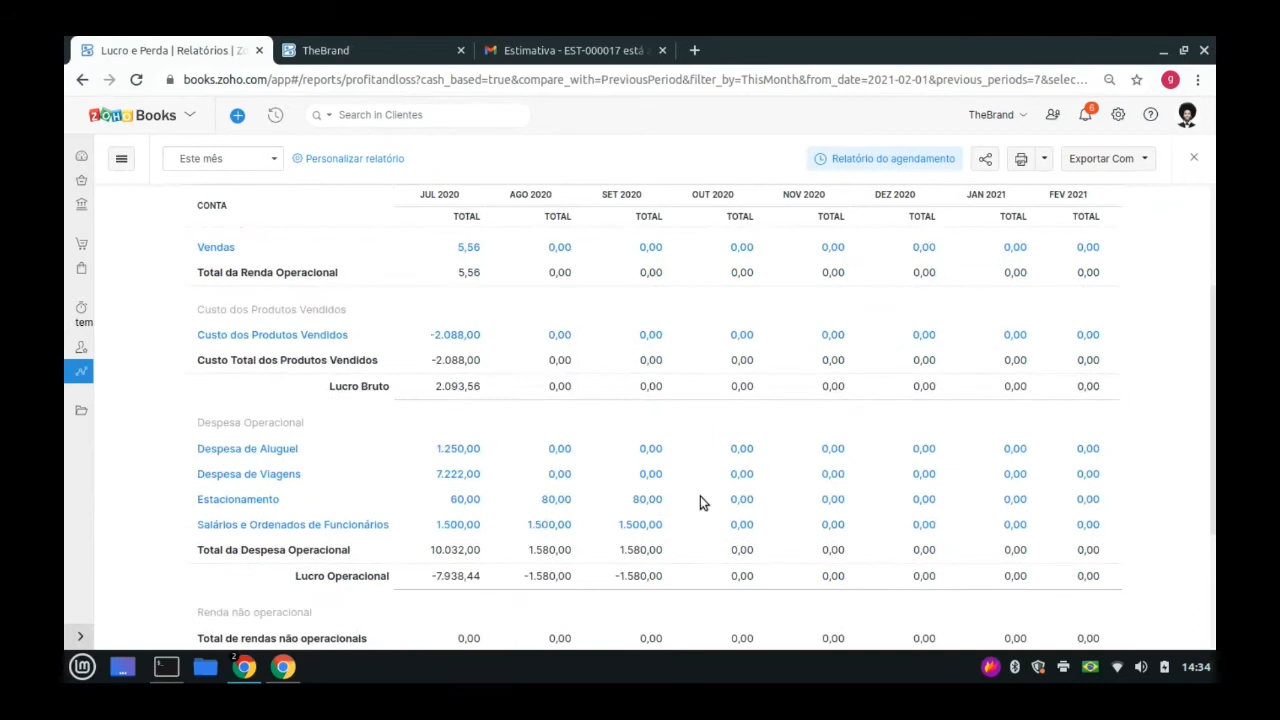 Lucro e Perda | Relatórios | Zo
TheBrand
Estimativa - EST-000017 está
books.zoho.com/app#/reports/profitandloss?cash_based=true&compare_with=PreviousPeriod&filter_by=ThisMonth&from_date=2021-02-01&previous_periods=7&selec...
g
ZOHO Books
Search in Clientes
TheBrand
6
Este mês
Personalizar relatório
Relatório do agendamento
Exportar Com
tem
CONTA JUL 2020 AGO 2020 SET 2020 OUT 2020 NOV 2020 DEZ 2020 JAN 2021 FEV 2021
TOTAL TOTAL TOTAL TOTAL TOTAL TOTAL TOTAL TOTAL
Vendas 5,56 0,00 0,00 0,00 0,00 0,00 0,00 0,00
Total da Renda Operacional 5,56 0,00 0,00 0,00 0,00 0,00 0,00 0,00
Custo dos Produtos Vendidos
Custo dos Produtos Vendidos -2.088,00 0,00 0,00 0,00 0,00 0,00 0,00 0,00
Custo Total dos Produtos Vendidos -2.088,00 0,00 0,00 0,00 0,00 0,00 0,00 0,00
Lucro Bruto 2.093,56 0,00 0,00 0,00 0,00 0,00 0,00 0,00
Despesa Operacional
Despesa de Aluguel 1.250,00 0,00 0,00 0,00 0,00 0,00 0,00 0,00
Despesa de Viagens 7.222,00 0,00 0,00 0,00 0,00 0,00 0,00 0,00
Estacionamento 60,00 80,00 80,00 0,00 0,00 0,00 0,00 0,00
Salários e Ordenados de Funcionários 1.500,00 1.500,00 1.500,00 0,00 0,00 0,00 0,00 0,00
Total da Despesa Operacional 10.032,00 1.580,00 1.580,00 0,00 0,00 0,00 0,00 0,00
Lucro Operacional -7.938,44 -1.580,00 -1.580,00 0,00 0,00 0,00 0,00 0,00
Renda não operacional
Total de rendas não operacionais 0,00 0,00 0,00 0,00 0,00 0,00 0,00 0,00
2
14:34